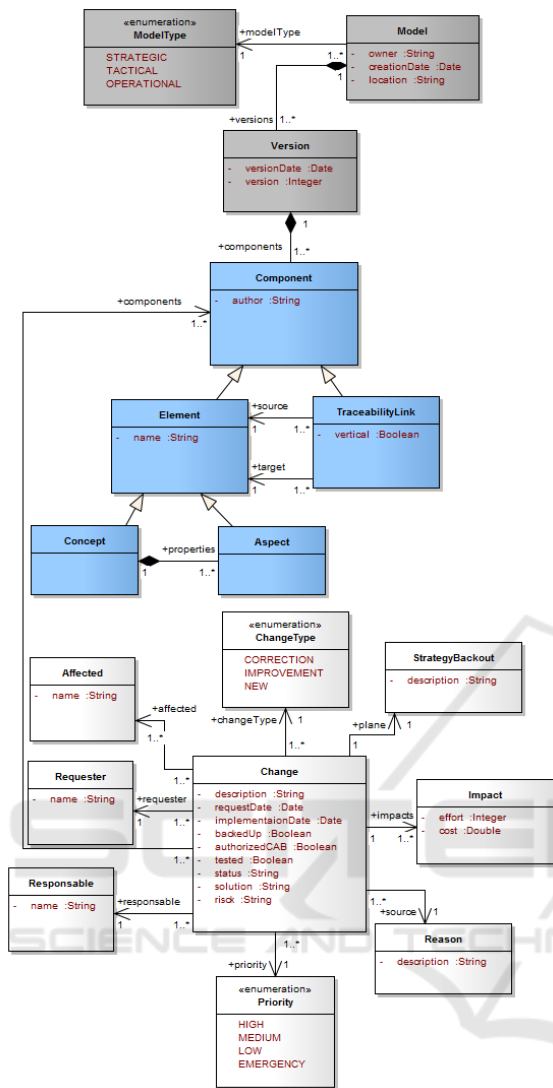 «enumeration»
ModelType
STRATEGIC
TACTICAL
OPERATIONAL
+modelType
1
1..*
Model
- owner :String
- creationDate :Date
- location :String
1
+versions
1..*
Version
- versionDate :Date
- version :Integer
1
+components
1..*
Component
- author :String
+components
1..*
Element
- name :String
+source
1
1..*
+target
1
1..*
TraceabilityLink
- vertical :Boolean
Concept
+properties
1
1..*
Aspect
«enumeration»
ChangeType
CORRECTION
IMPROVEMENT
NEW
StrategyBackout
- description :String
Affected
- name :String
+affected
1..*
1..*
+changeType
1
1..*
+plane
1
1
Requester
- name :String
+requester
1
1..*
Change
- description :String
- requestDate :Date
- implementaionDate :Date
- backedUp :Boolean
- authorizedCAB :Boolean
- tested :Boolean
- status :String
- solution :String
- risck :String
+impacts
1
1..*
Impact
- effort :Integer
- cost :Double
1..*
Responsable
- name :String
+responsable
1
1..*
1..*
+source
1
Reason
- description :String
1..*
+priority
1
«enumeration»
Priority
HIGH
MEDIUM
LOW
EMERGENCY
SCIENCE AND TECHN